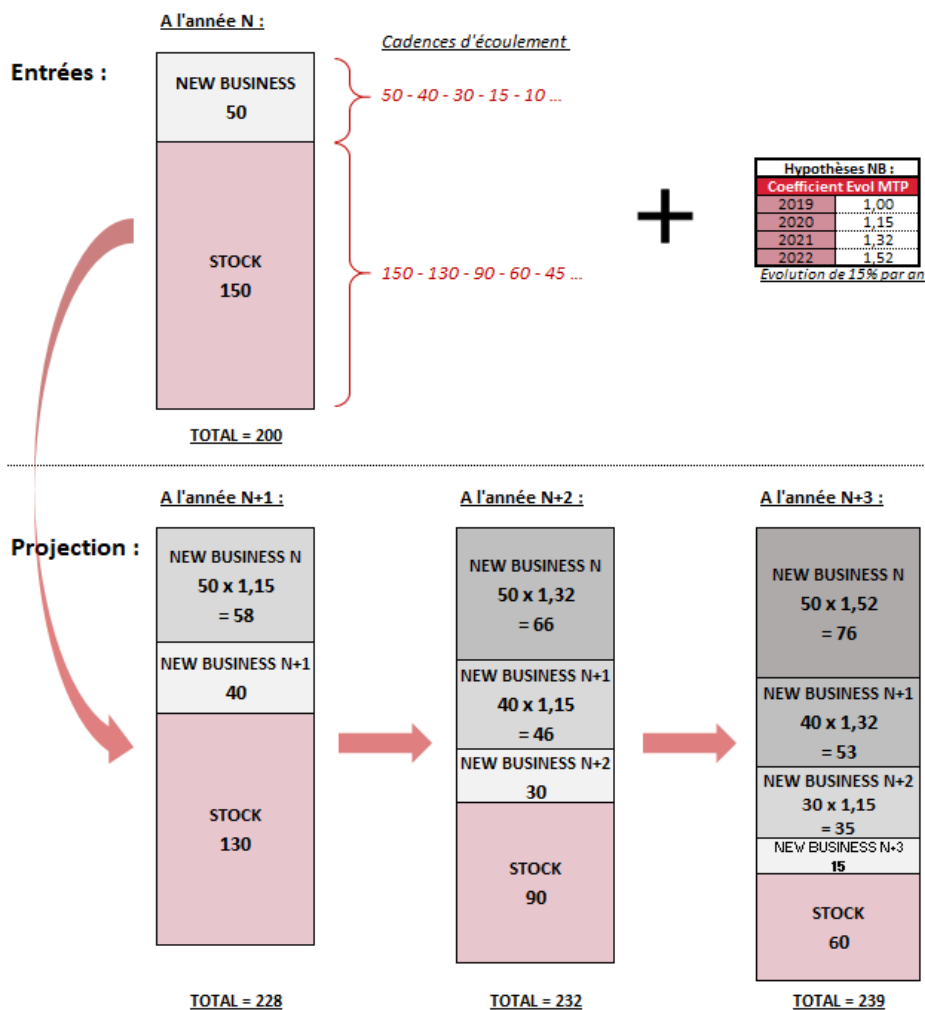 A l'année N :
Cadences d'écoulement
Entrées :
NEW BUSINESS
50
50 - 40 - 30 - 15 - 10 ...
STOCK
150
150 - 130 - 90 - 60 - 45 ...
+
Hypothèses NB :
Coefficient Evol MTP
2019 1,00
2020 1,15
2021 1,32
2022 1,52
Evolution de 15% par an
TOTAL = 200
Projection :
A l'année N+1 :
NEW BUSINESS N
50 x 1,15
= 58
NEW BUSINESS N+1
40
STOCK
130
TOTAL = 228
A l'année N+2 :
NEW BUSINESS N
50 x 1,32
= 66
NEW BUSINESS N+1
40 x 1,15
= 46
NEW BUSINESS N+2
30
STOCK
90
TOTAL = 232
A l'année N+3 :
NEW BUSINESS N
50 x 1,52
= 76
NEW BUSINESS N+1
40 x 1,32
= 53
NEW BUSINESS N+2
30 x 1,15
= 35
NEW BUSINESS N+3
15
STOCK
60
TOTAL = 239